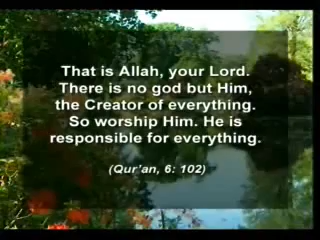 That is Allah, your Lord.
There is no god but Him,
the Creator of everything.
So worship Him. He is
responsible for everything.
(Qur'an, 6: 102)